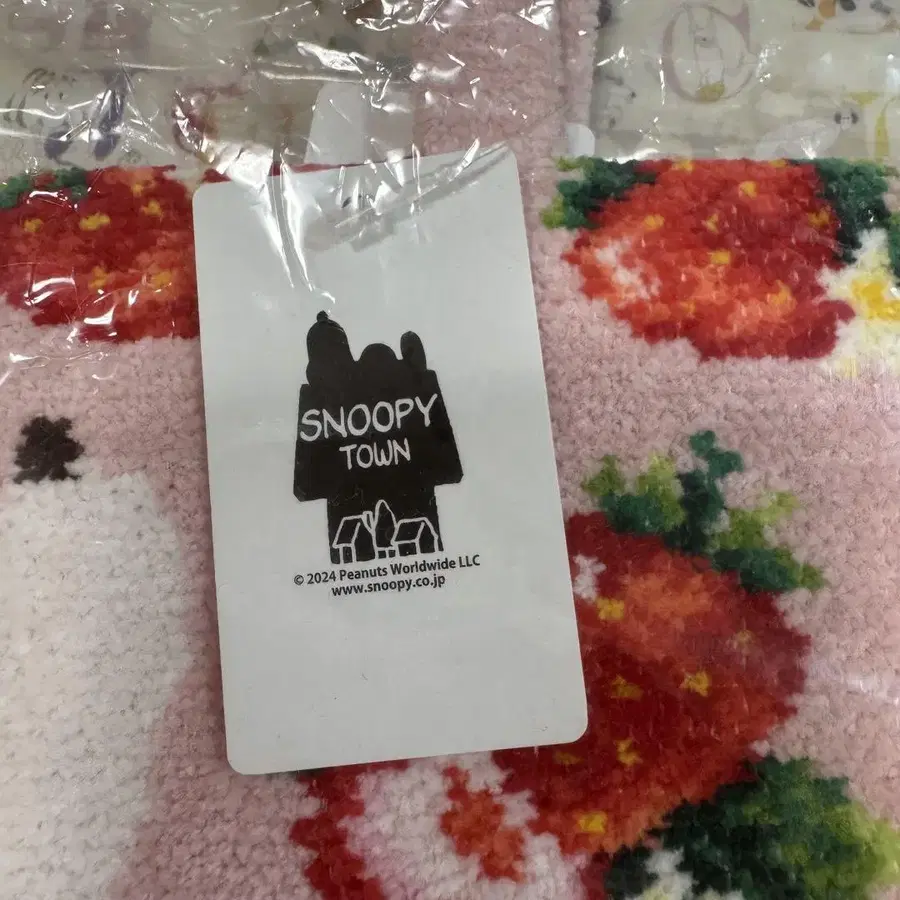 SNOOPY
TOWN
© 2024 Peanuts Worldwide LLC
www.snoopy.co.jp